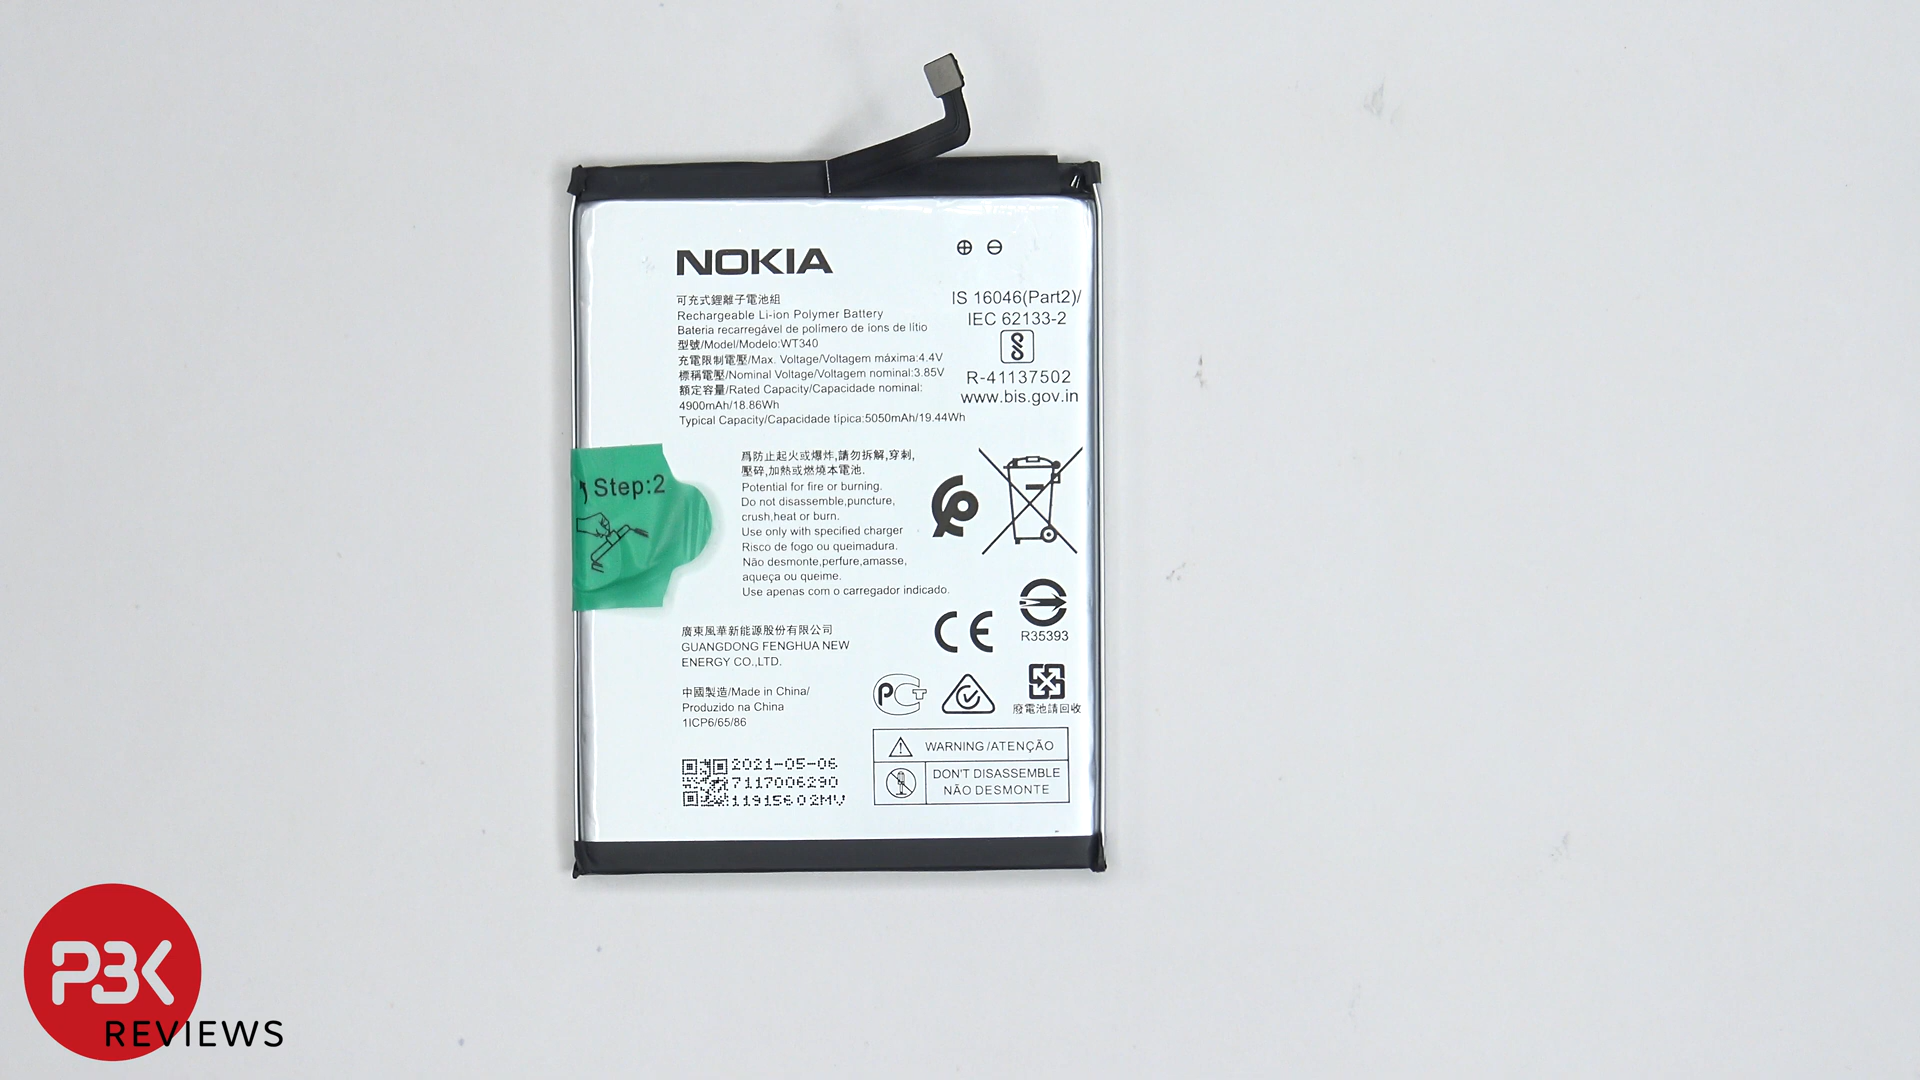 NOKIA
可充式鋰離子電池組
Rechargeable Li-ion Polymer Battery
Bateria recarregável de polímero de íons de lítio
型號/Model/Modelo:WT340
充電限制電壓/Max. Voltage/Voltagem máxima:4.4V
標稱電壓/Nominal Voltage/Voltagem nominal:3.85V
額定容量/Rated Capacity/Capacidade nominal:
4900mAh/18.86Wh
Typical Capacity/Capacidade típica:5050mAh/19.44Wh
IS 16046(Part2)/
IEC 62133-2
R-41137502
www.bis.gov.in
Step:2
爲防止起火或爆炸,請勿拆解,穿刺,
壓碎,加熱或燃燒本電池.
Potential for fire or burning.
Do not disassemble,puncture,
crush,heat or burn.
Use only with specified charger
Risco de fogo ou queimadura.
Não desmonte,perfure,amasse,
aqueça ou queime.
Use apenas com o carregador indicado.
CE
R35393
廣東風華新能源股份有限公司
GUANGDONG FENGHUA NEW
ENERGY CO.,LTD.
中國製造/Made in China/
Produzido na China
1ICP6/65/86
PCT
廢電池請回收
WARNING/ATENÇÃO
DON'T DISASSEMBLE
NÃO DESMONTE
2021-05-06
7117006290
11915602MV
PBK
REVIEWS